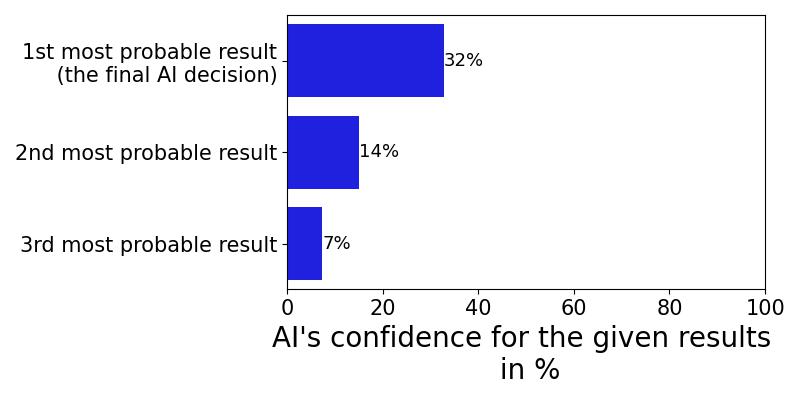 1st most probable result
(the final AI decision)
32%
2nd most probable result
14%
3rd most probable result
7%
0 20 40 60 80 100
AI's confidence for the given results
in %